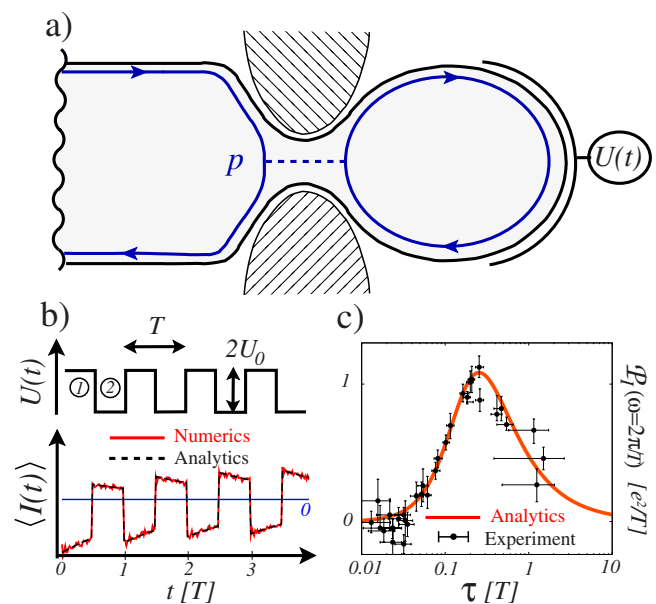 a)
p
U(t)
b)
T
2U₀
U(t)
1 2
Numerics
Analytics
⟨I(t)⟩
0
0 1 2 3
t [T]
c)
1
0
𝒫_I (ω=2π/T) [e²/T]
Analytics
Experiment
0.01 0.1 1 10
τ [T]